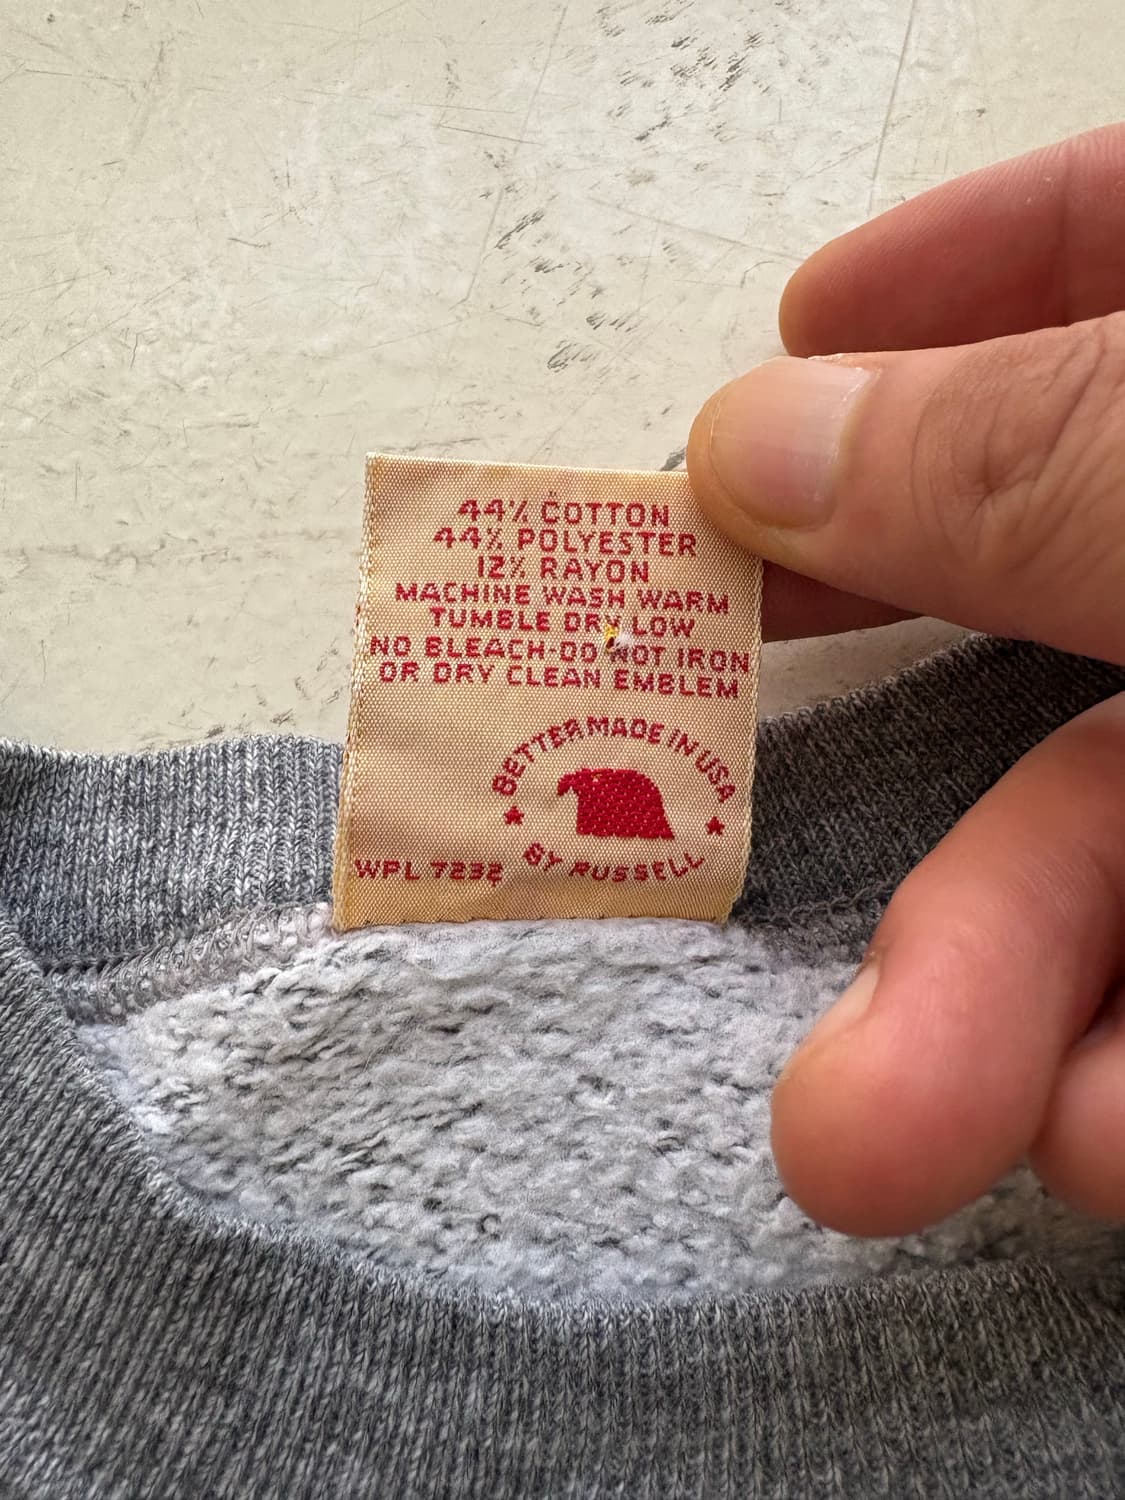 44% COTTON
44% POLYESTER
12% RAYON
MACHINE WASH WARM
TUMBLE DRY LOW
NO BLEACH-DO NOT IRON
OR DRY CLEAN EMBLEM
BETTER MADE IN USA
BY RUSSELL
WPL 7232